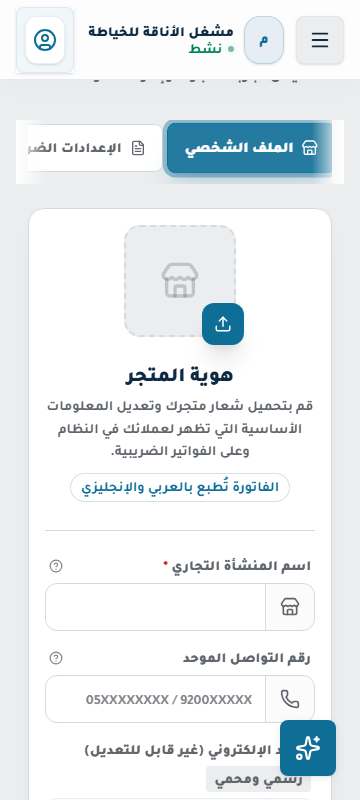 مشغل الأناقة للخياطة
نشط
م
الملف الشخصي
الإعدادات
هوية المتجر
قم بتحميل شعار متجرك وتعديل المعلومات
الأساسية التي تظهر لعملائك في النظام
وعلى الفواتير الضريبية.
الفاتورة تُطبع بالعربي والإنجليزي
اسم المنشأة التجاري *
رقم التواصل الموحد
05XXXXXXXX / 9200XXXXX
الإلكتروني (غير قابل للتعديل)
رسمي ومحمي